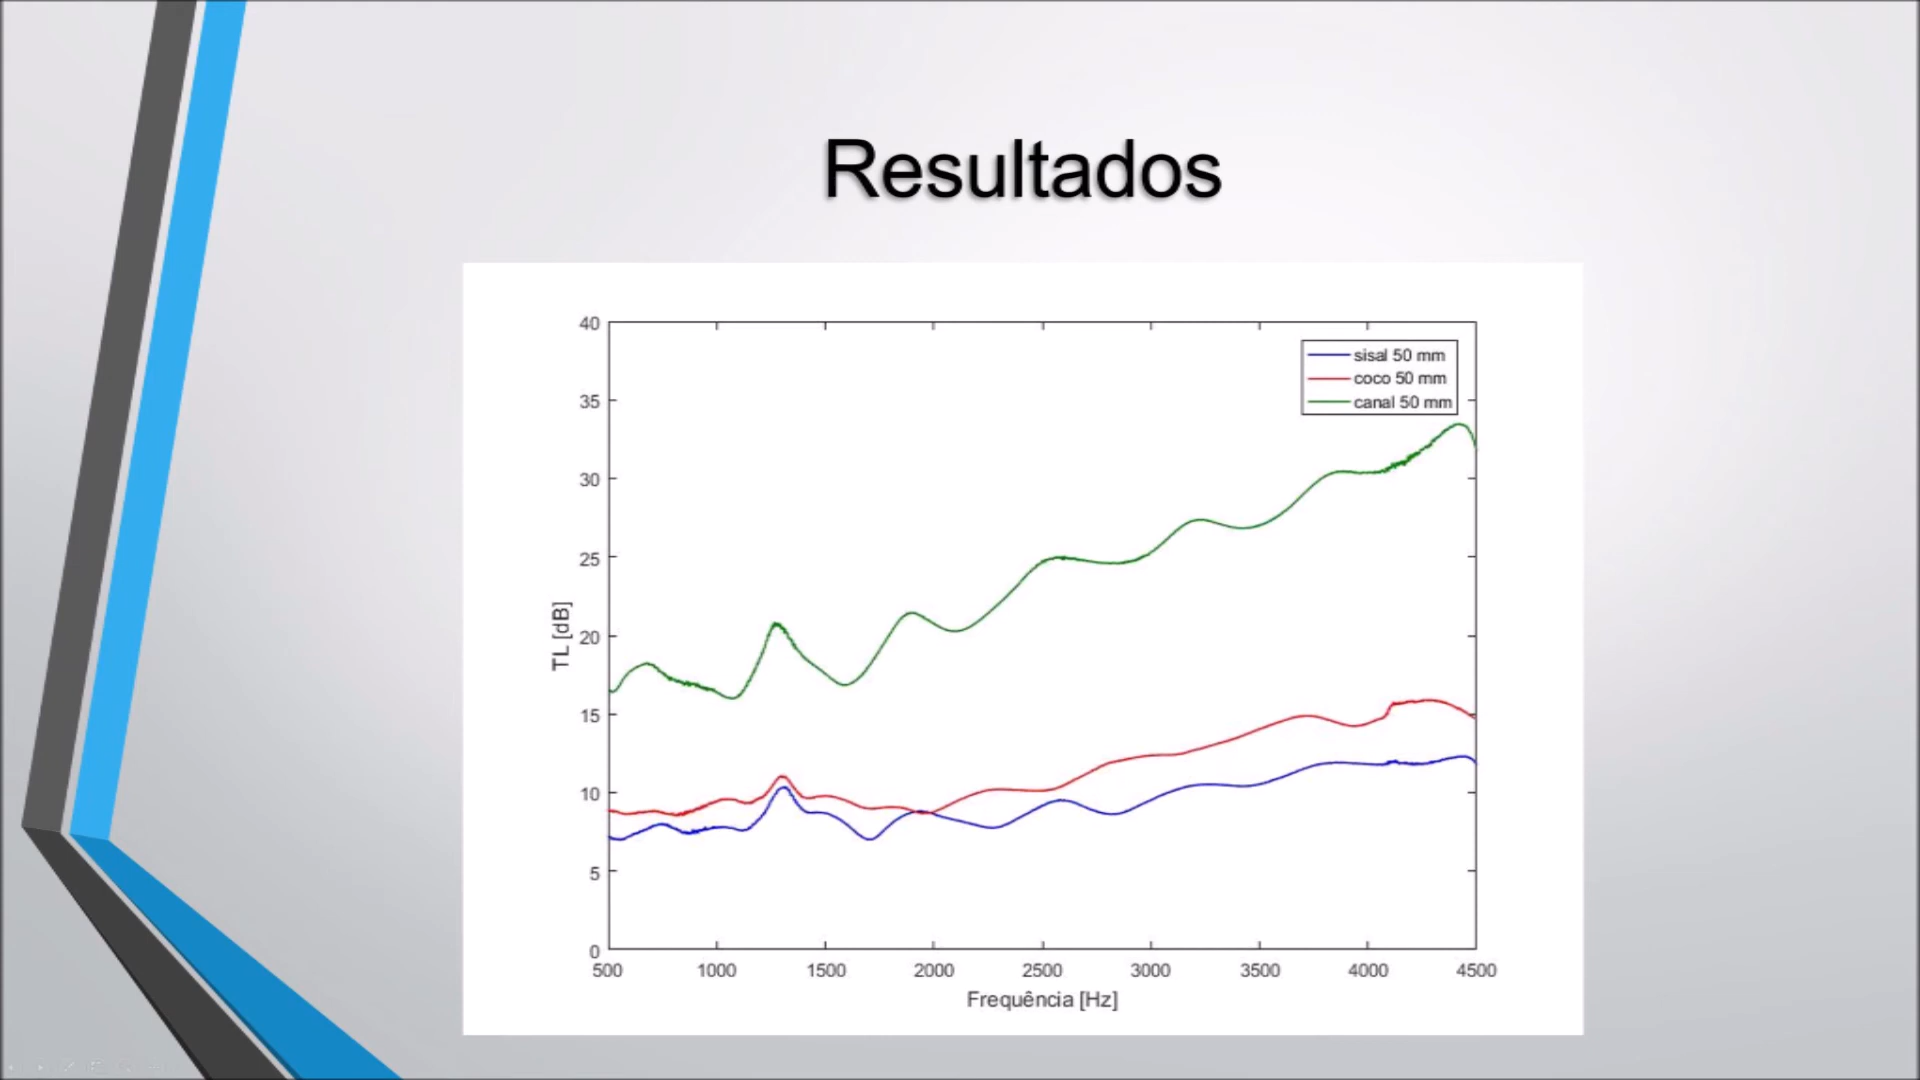 Resultados
40
35
30
25
20
15
10
5
0
TL [dB]
sisal 50 mm
coco 50 mm
canal 50 mm
500 1000 1500 2000 2500 3000 3500 4000 4500
Frequência [Hz]